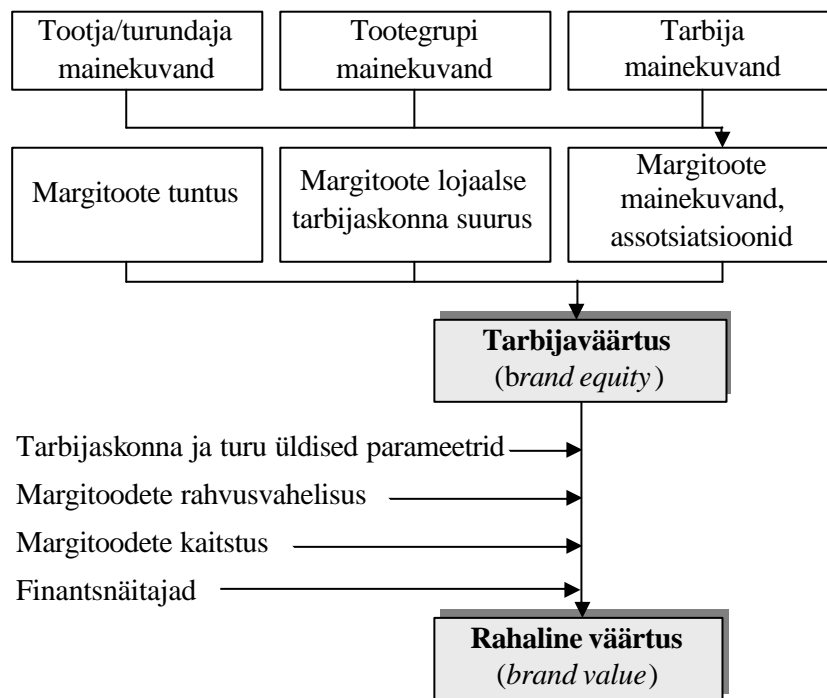 Tootja/turundaja
mainekuvand
Tootegrupi
mainekuvand
Tarbija
mainekuvand
Margitoote tuntus
Margitoote lojaalse
tarbijaskonna suurus
Margitoote
mainekuvand,
assotsiatsioonid
Tarbijaväärtus
(brand equity)
Tarbijaskonna ja turu üldised parameetrid
Margitoodete rahvusvahelisus
Margitoodete kaitstus
Finantsnäitajad
Rahaline väärtus
(brand value)